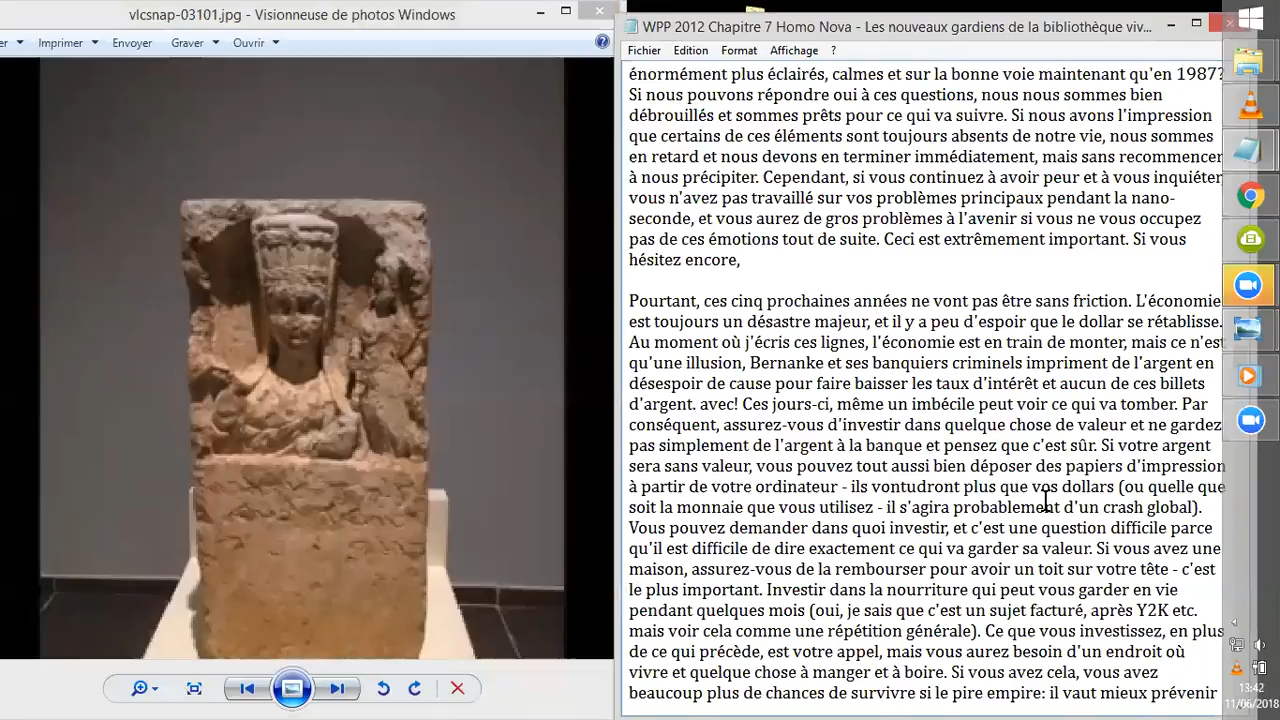 vlcsnap-03101.jpg - Visionneuse de photos Windows
Imprimer Envoyer Graver Ouvrir
WPP 2012 Chapitre 7 Homo Nova - Les nouveaux gardiens de la bibliothèque viv...
Fichier Edition Format Affichage ?
énormément plus éclairés, calmes et sur la bonne voie maintenant qu'en 1987?
Si nous pouvons répondre oui à ces questions, nous nous sommes bien
débrouillés et sommes prêts pour ce qui va suivre. Si nous avons l'impression
que certains de ces éléments sont toujours absents de notre vie, nous sommes
en retard et nous devons en terminer immédiatement, mais sans recommencer
à nous précipiter. Cependant, si vous continuez à avoir peur et à vous inquiéter,
vous n'avez pas travaillé sur vos problèmes principaux pendant la nano-
seconde, et vous aurez de gros problèmes à l'avenir si vous ne vous occupez
pas de ces émotions tout de suite. Ceci est extrêmement important. Si vous
hésitez encore,
Pourtant, ces cinq prochaines années ne vont pas être sans friction. L'économie
est toujours un désastre majeur, et il y a peu d'espoir que le dollar se rétablisse.
Au moment où j'écris ces lignes, l'économie est en train de monter, mais ce n'est
qu'une illusion, Bernanke et ses banquiers criminels impriment de l'argent en
désespoir de cause pour faire baisser les taux d'intérêt et aucun de ces billets
d'argent. avec! Ces jours-ci, même un imbécile peut voir ce qui va tomber. Par
conséquent, assurez-vous d'investir dans quelque chose de valeur et ne gardez
pas simplement de l'argent à la banque et pensez que c'est sûr. Si votre argent
sera sans valeur, vous pouvez tout aussi bien déposer des papiers d'impression
à partir de votre ordinateur - ils vontudront plus que vos dollars (ou quelle que
soit la monnaie que vous utilisez - il s'agira probablement d'un crash global).
Vous pouvez demander dans quoi investir, et c'est une question difficile parce
qu'il est difficile de dire exactement ce qui va garder sa valeur. Si vous avez une
maison, assurez-vous de la rembourser pour avoir un toit sur votre tête - c'est
le plus important. Investir dans la nourriture qui peut vous garder en vie
pendant quelques mois (oui, je sais que c'est un sujet facturé, après Y2K etc.
mais voir cela comme une répétition générale). Ce que vous investissez, en plus
de ce qui précède, est votre appel, mais vous aurez besoin d'un endroit où
vivre et quelque chose à manger et à boire. Si vous avez cela, vous avez
beaucoup plus de chances de survivre si le pire empire: il vaut mieux prévenir
13:42
11/06/2018